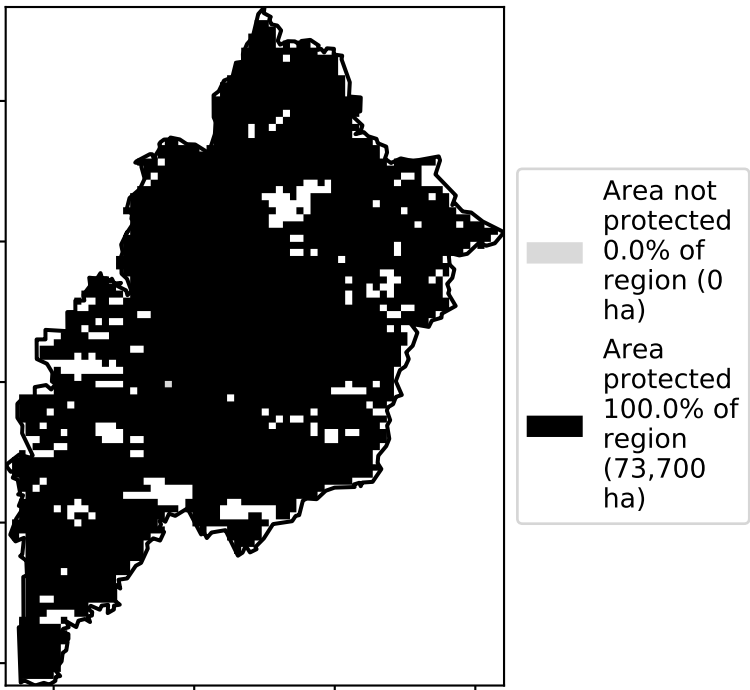 Area not
protected
0.0% of
region (0
ha)
Area
protected
100.0% of
region
(73,700
ha)